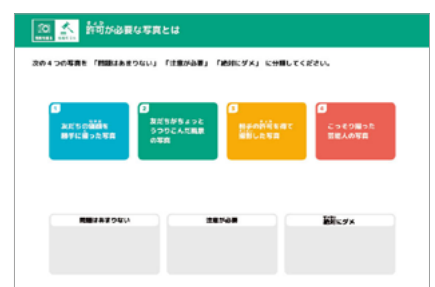 許可が必要な写真とは
次の4つの写真を「問題はあまりない」「注意が必要」「絶対にダメ」に分類してください。
1
友だちの寝顔を
勝手に撮った写真
2
友だちがちょっと
うつりこんだ風景
の写真
3
相手の許可を得て
撮影した写真
4
こっそり撮った
芸能人の写真
問題はあまりない
注意が必要
絶対にダメ